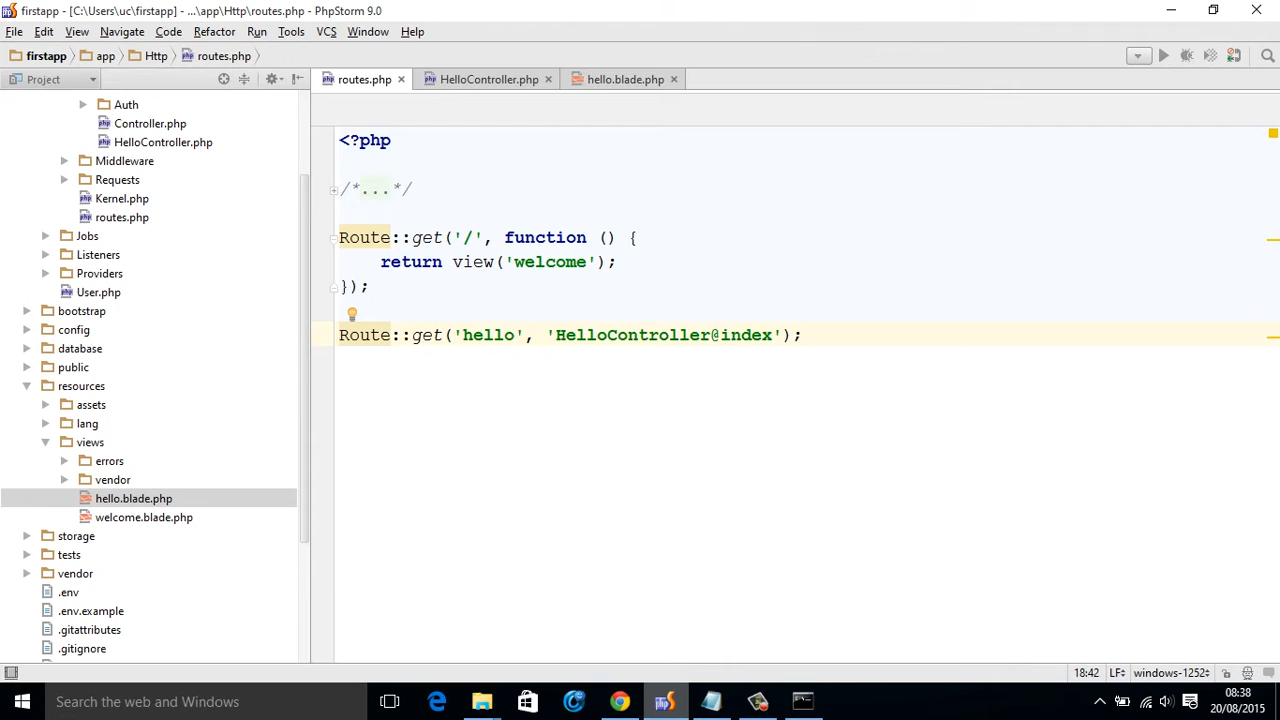 firstapp - [C:\Users\uc\firstapp] - ...\app\Http\routes.php - PhpStorm 9.0
File Edit View Navigate Code Refactor Run Tools VCS Window Help
firstapp app Http routes.php
Project
routes.php HelloController.php hello.blade.php
Auth
Controller.php
HelloController.php
Middleware
Requests
Kernel.php
routes.php
Jobs
Listeners
Providers
User.php
bootstrap
config
database
public
resources
assets
lang
views
errors
vendor
hello.blade.php
welcome.blade.php
storage
tests
vendor
.env
.env.example
.gitattributes
.gitignore
<?php
/*...*/
Route::get('/', function () {
return view('welcome');
});
Route::get('hello', 'HelloController@index');
18:42 LF windows-1252
Search the web and Windows
08:38
20/08/2015